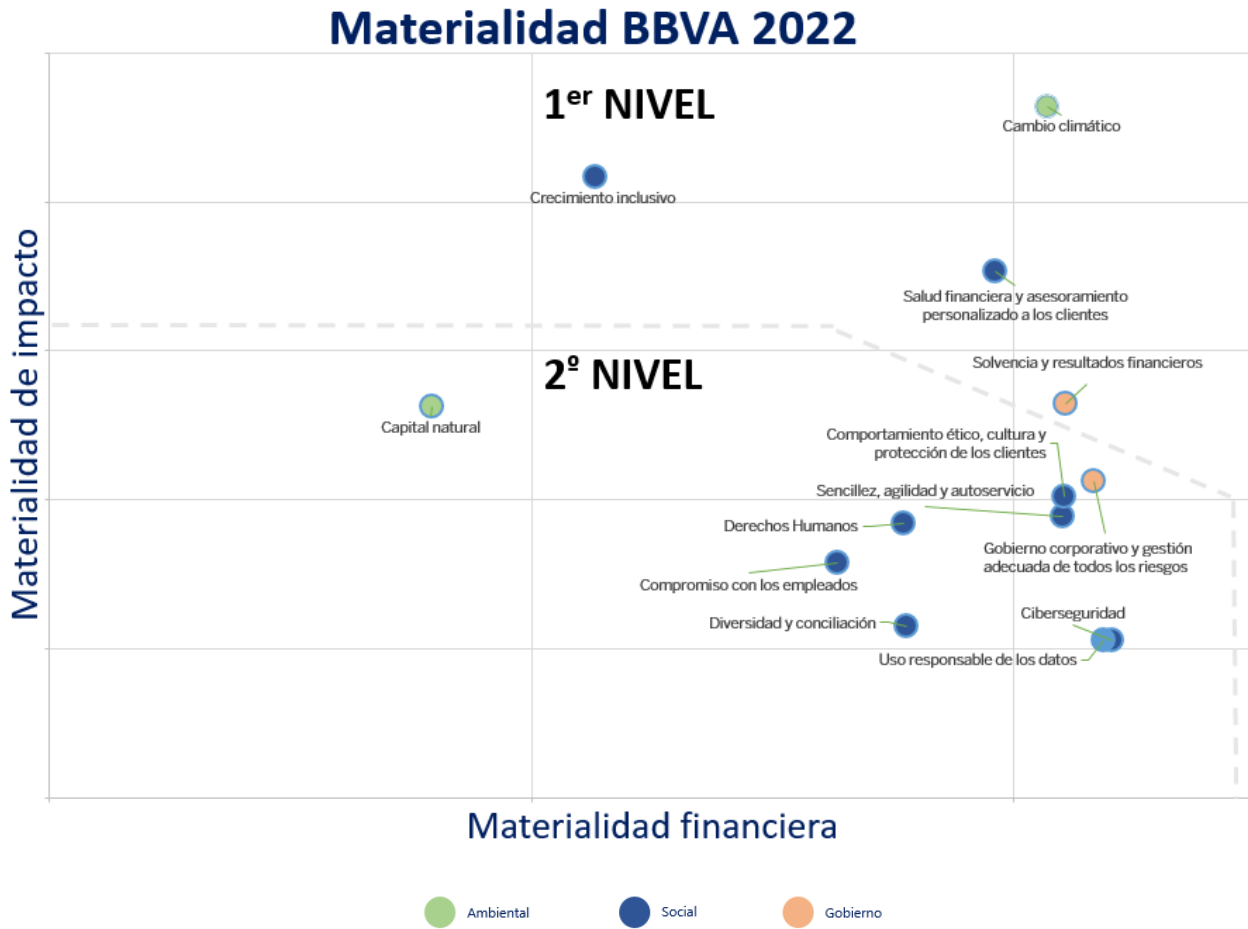 Materialidad BBVA 2022
1er NIVEL
Cambio climático
Crecimiento inclusivo
Salud financiera y asesoramiento
personalizado a los clientes
2º NIVEL
Solvencia y resultados financieros
Capital natural
Comportamiento ético, cultura y
protección de los clientes
Sencillez, agilidad y autoservicio
Derechos Humanos
Gobierno corporativo y gestión
adecuada de todos los riesgos
Compromiso con los empleados
Diversidad y conciliación
Ciberseguridad
Uso responsable de los datos
Materialidad de impacto
Materialidad financiera
Ambiental
Social
Gobierno